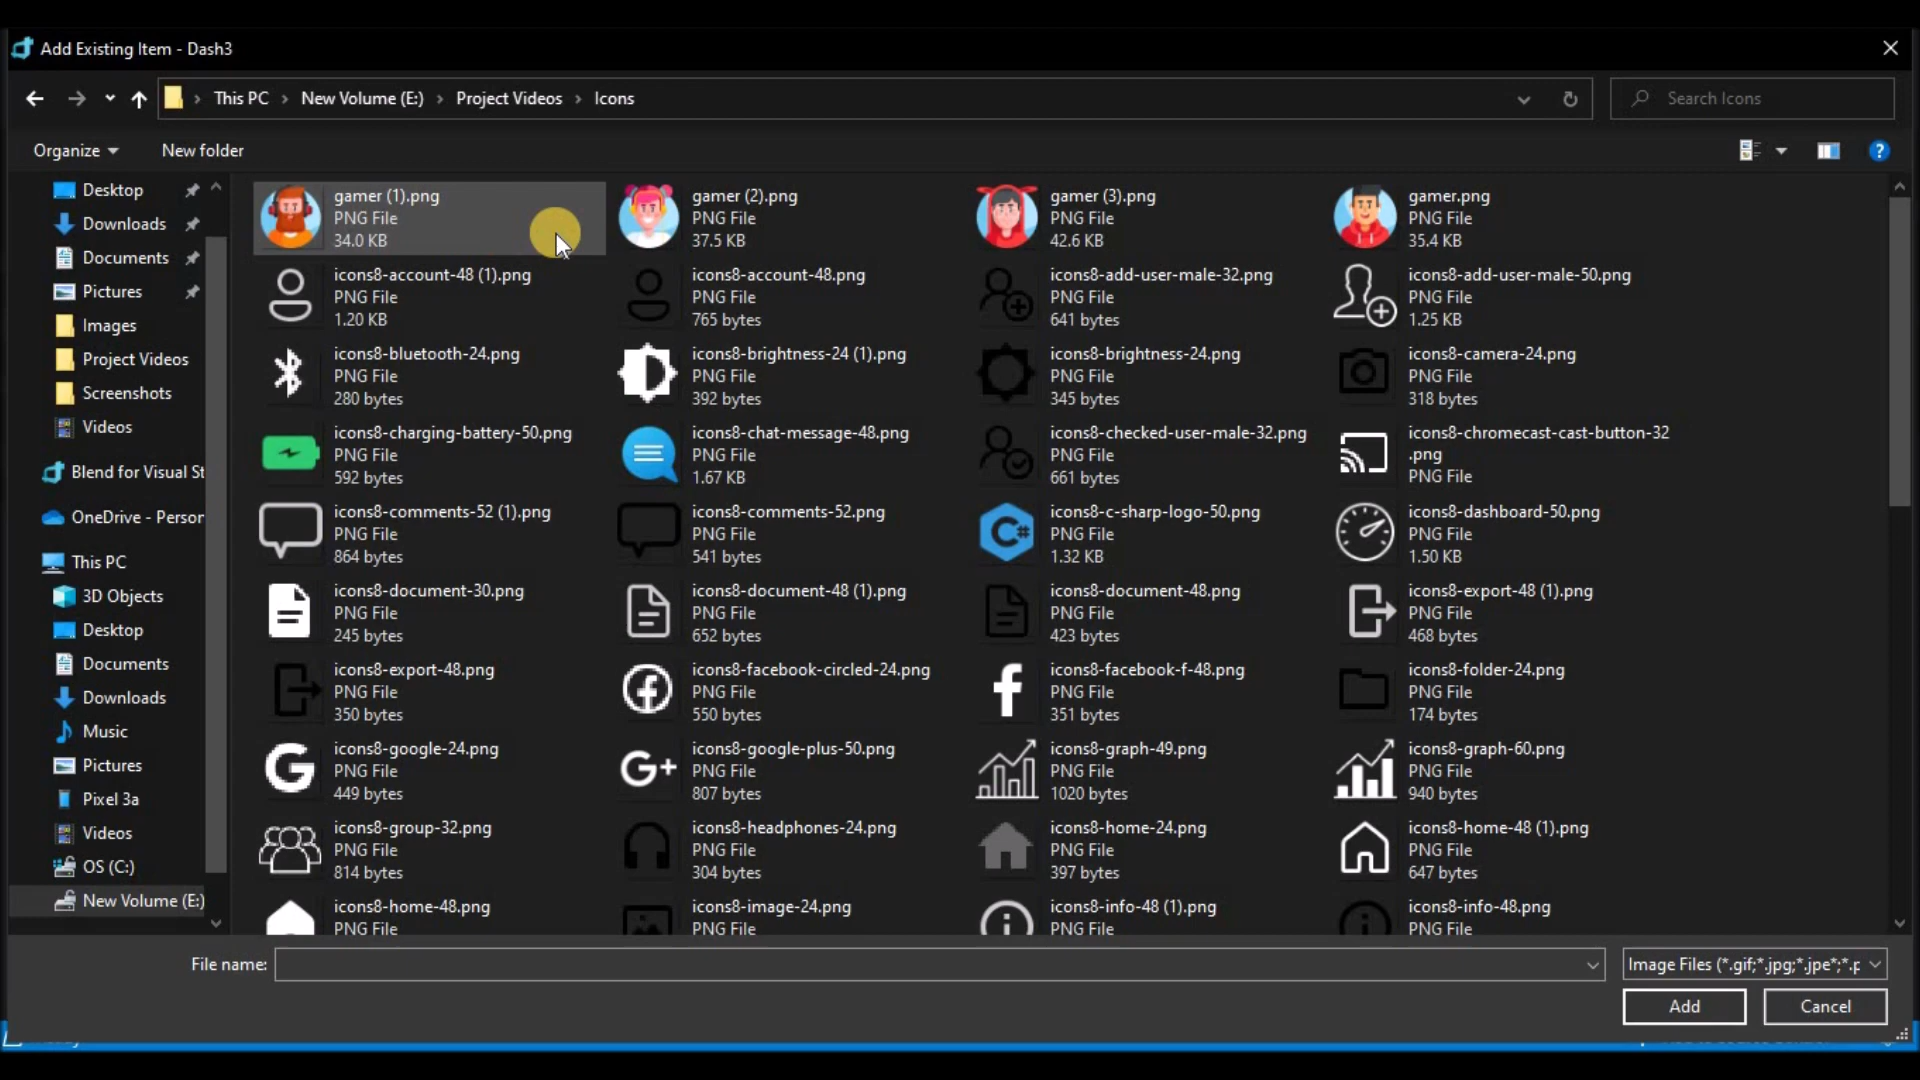 Add Existing Item - Dash3
This PC › New Volume (E:) › Project Videos › Icons
Search Icons
Organize
New folder
Desktop
Downloads
Documents
Pictures
Images
Project Videos
Screenshots
Videos
Blend for Visual St
OneDrive - Person
This PC
3D Objects
Desktop
Documents
Downloads
Music
Pictures
Pixel 3a
Videos
OS (C:)
New Volume (E:)
gamer (1).png
PNG File
34.0 KB
gamer (2).png
PNG File
37.5 KB
gamer (3).png
PNG File
42.6 KB
gamer.png
PNG File
35.4 KB
icons8-account-48 (1).png
PNG File
1.20 KB
icons8-account-48.png
PNG File
765 bytes
icons8-add-user-male-32.png
PNG File
641 bytes
icons8-add-user-male-50.png
PNG File
1.25 KB
icons8-bluetooth-24.png
PNG File
280 bytes
icons8-brightness-24 (1).png
PNG File
392 bytes
icons8-brightness-24.png
PNG File
345 bytes
icons8-camera-24.png
PNG File
318 bytes
icons8-charging-battery-50.png
PNG File
592 bytes
icons8-chat-message-48.png
PNG File
1.67 KB
icons8-checked-user-male-32.png
PNG File
661 bytes
icons8-chromecast-cast-button-32
.png
PNG File
icons8-comments-52 (1).png
PNG File
864 bytes
icons8-comments-52.png
PNG File
541 bytes
C#
icons8-c-sharp-logo-50.png
PNG File
1.32 KB
icons8-dashboard-50.png
PNG File
1.50 KB
icons8-document-30.png
PNG File
245 bytes
icons8-document-48 (1).png
PNG File
652 bytes
icons8-document-48.png
PNG File
423 bytes
icons8-export-48 (1).png
PNG File
468 bytes
icons8-export-48.png
PNG File
350 bytes
icons8-facebook-circled-24.png
PNG File
550 bytes
icons8-facebook-f-48.png
PNG File
351 bytes
icons8-folder-24.png
PNG File
174 bytes
G
icons8-google-24.png
PNG File
449 bytes
G+
icons8-google-plus-50.png
PNG File
807 bytes
icons8-graph-49.png
PNG File
1020 bytes
icons8-graph-60.png
PNG File
940 bytes
icons8-group-32.png
PNG File
814 bytes
icons8-headphones-24.png
PNG File
304 bytes
icons8-home-24.png
PNG File
397 bytes
icons8-home-48 (1).png
PNG File
647 bytes
icons8-home-48.png
PNG File
icons8-image-24.png
PNG File
icons8-info-48 (1).png
PNG File
icons8-info-48.png
PNG File
File name:
Image Files (*.gif;*.jpg;*.jpe*;*.p
Add
Cancel